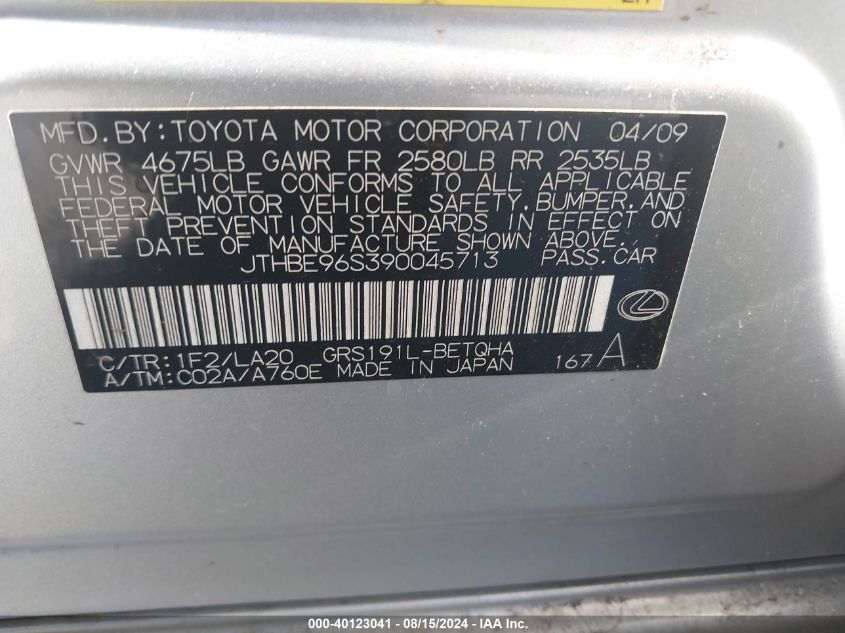 MFD. BY: TOYOTA MOTOR CORPORATION 04/09
GVWR 4675LB GAWR FR 2580LB RR 2535LB
THIS VEHICLE CONFORMS TO ALL APPLICABLE
FEDERAL MOTOR VEHICLE SAFETY, BUMPER, AND
THEFT PREVENTION STANDARDS IN EFFECT ON
THE DATE OF MANUFACTURE SHOWN ABOVE.
JTHBE96S390045713 PASS. CAR
C/TR: 1F2/LA20 GRS191L-BETQHA
A/TM: C02A/A760E MADE IN JAPAN 167 A
000-40123041 - 08/15/2024 - IAA Inc.